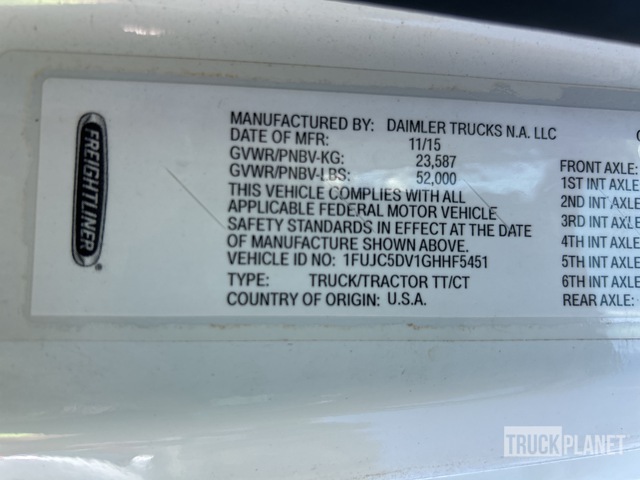 FREIGHTLINER
®
MANUFACTURED BY: DAIMLER TRUCKS N.A. LLC
DATE OF MFR: 11/15
GVWR/PNBV-KG: 23,587
GVWR/PNBV-LBS: 52,000
THIS VEHICLE COMPLIES WITH ALL
APPLICABLE FEDERAL MOTOR VEHICLE
SAFETY STANDARDS IN EFFECT AT THE DATE
OF MANUFACTURE SHOWN ABOVE.
VEHICLE ID NO: 1FUJC5DV1GHHF5451
TYPE: TRUCK/TRACTOR TT/CT
COUNTRY OF ORIGIN: U.S.A.
FRONT AXLE:
1ST INT AXLE
2ND INT AXLE
3RD INT AXLE
4TH INT AXLE
5TH INT AXLE
6TH INT AXLE
REAR AXLE:
TRUCKPLANET